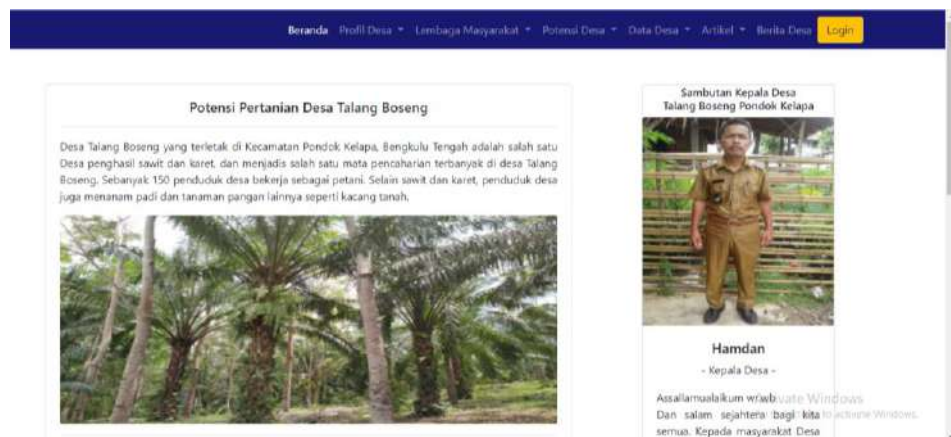 Beranda Profil Desa Lembaga Masyarakat Potensi Desa Data Desa Artikel Berita Desa Login
Potensi Pertanian Desa Talang Boseng
Desa Talang Boseng yang terletak di Kecamatan Pondok Kelapa, Bengkulu Tengah adalah salah satu
Desa penghasil sawit dan karet, dan menjadis salah satu mata pencaharian terbanyak di desa Talang
Boseng. Sebanyak 150 penduduk desa bekerja sebagai petani. Selain sawit dan karet, penduduk desa
juga menanam padi dan tanaman pangan lainnya seperti kacang tanah.
Sambutan Kepala Desa
Talang Boseng Pondok Kelapa
Hamdan
- Kepala Desa -
Assallamualaikum wr/wb
Dan salam sejahtera bagi kita
semua. Kepada masyarakat Desa